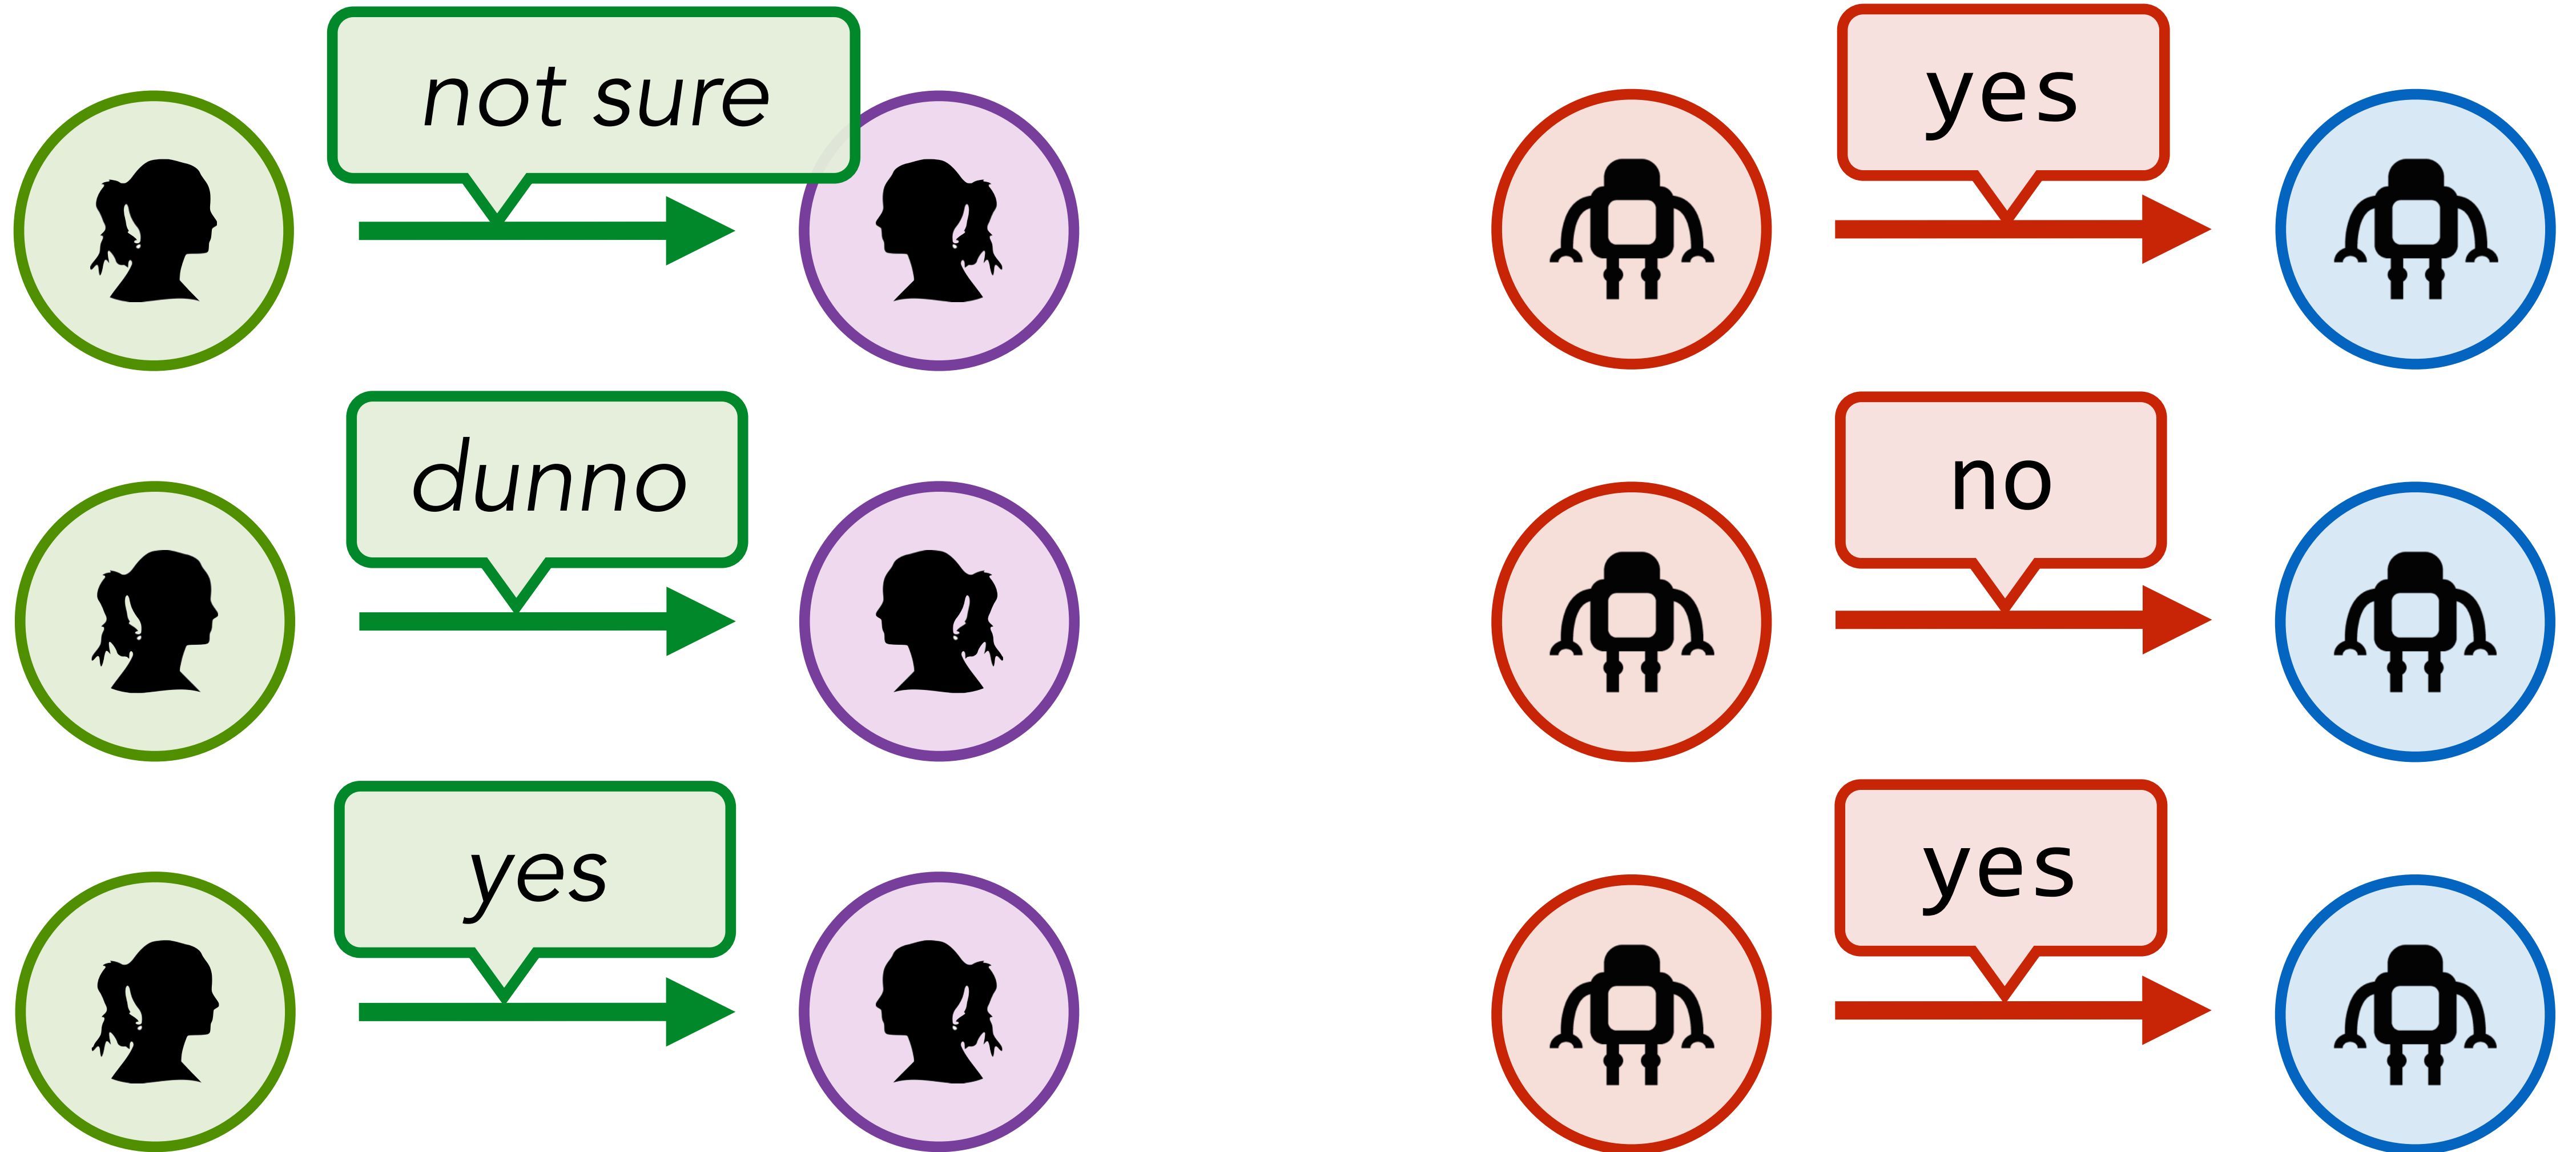 not sure
yes
dunno
no
yes
yes